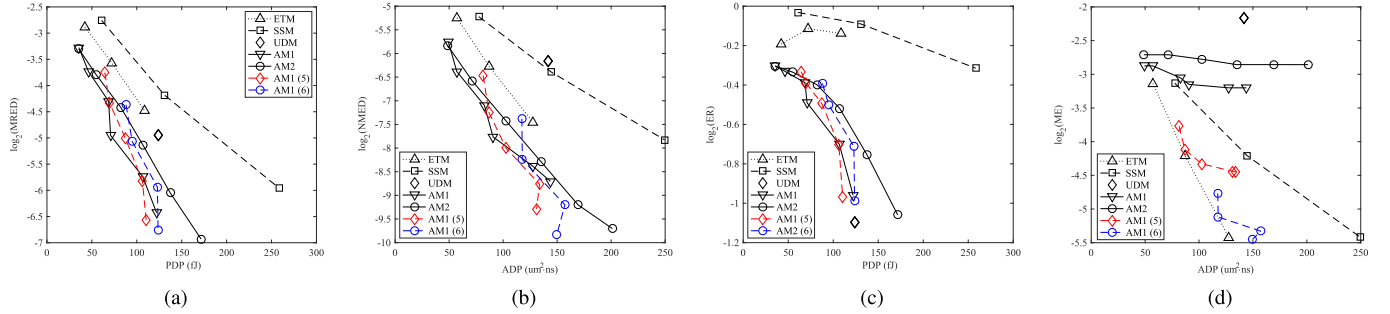 -2.5
-3
-3.5
-4
-4.5
-5
-5.5
-6
-6.5
-7
log2(MRED)
0
50
100
150
200
250
300
PDP (fJ)
ETM
SSM
UDM
AM1
AM2
AM1 (5)
AM1 (6)
(a)
-5
-5.5
-6
-6.5
-7
-7.5
-8
-8.5
-9
-9.5
-10
log2(NMED)
0
50
100
150
200
250
ADP (um²·ns)
ETM
SSM
UDM
AM1
AM2
AM1 (5)
AM1 (6)
(b)
0
-0.2
-0.4
-0.6
-0.8
-1
-1.2
log2(ER)
0
50
100
150
200
250
300
PDP (fJ)
ETM
SSM
UDM
AM1
AM2
AM1 (5)
AM2 (6)
(c)
-2
-2.5
-3
-3.5
-4
-4.5
-5
-5.5
log2(ME)
0
50
100
150
200
250
ADP (um²·ns)
ETM
SSM
UDM
AM1
AM2
AM1 (5)
AM1 (6)
(d)